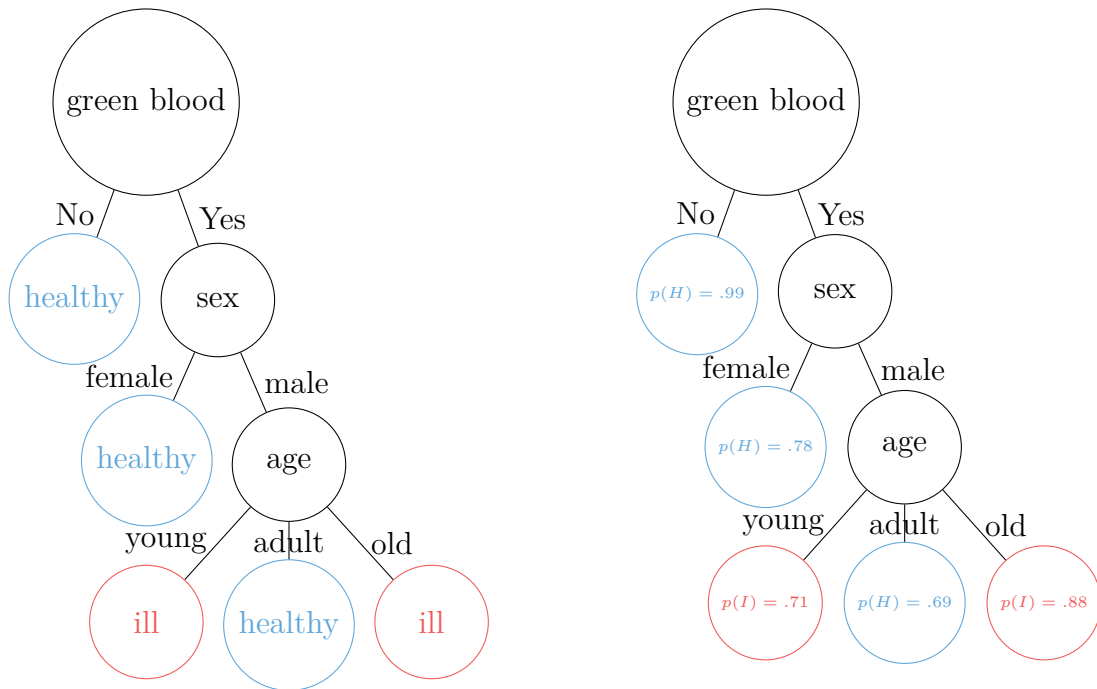 green blood
No
Yes
healthy
sex
female
male
healthy
age
young
adult
old
ill
healthy
ill
green blood
No
Yes
p(H) = .99
sex
female
male
p(H) = .78
age
young
adult
old
p(I) = .71
p(H) = .69
p(I) = .88